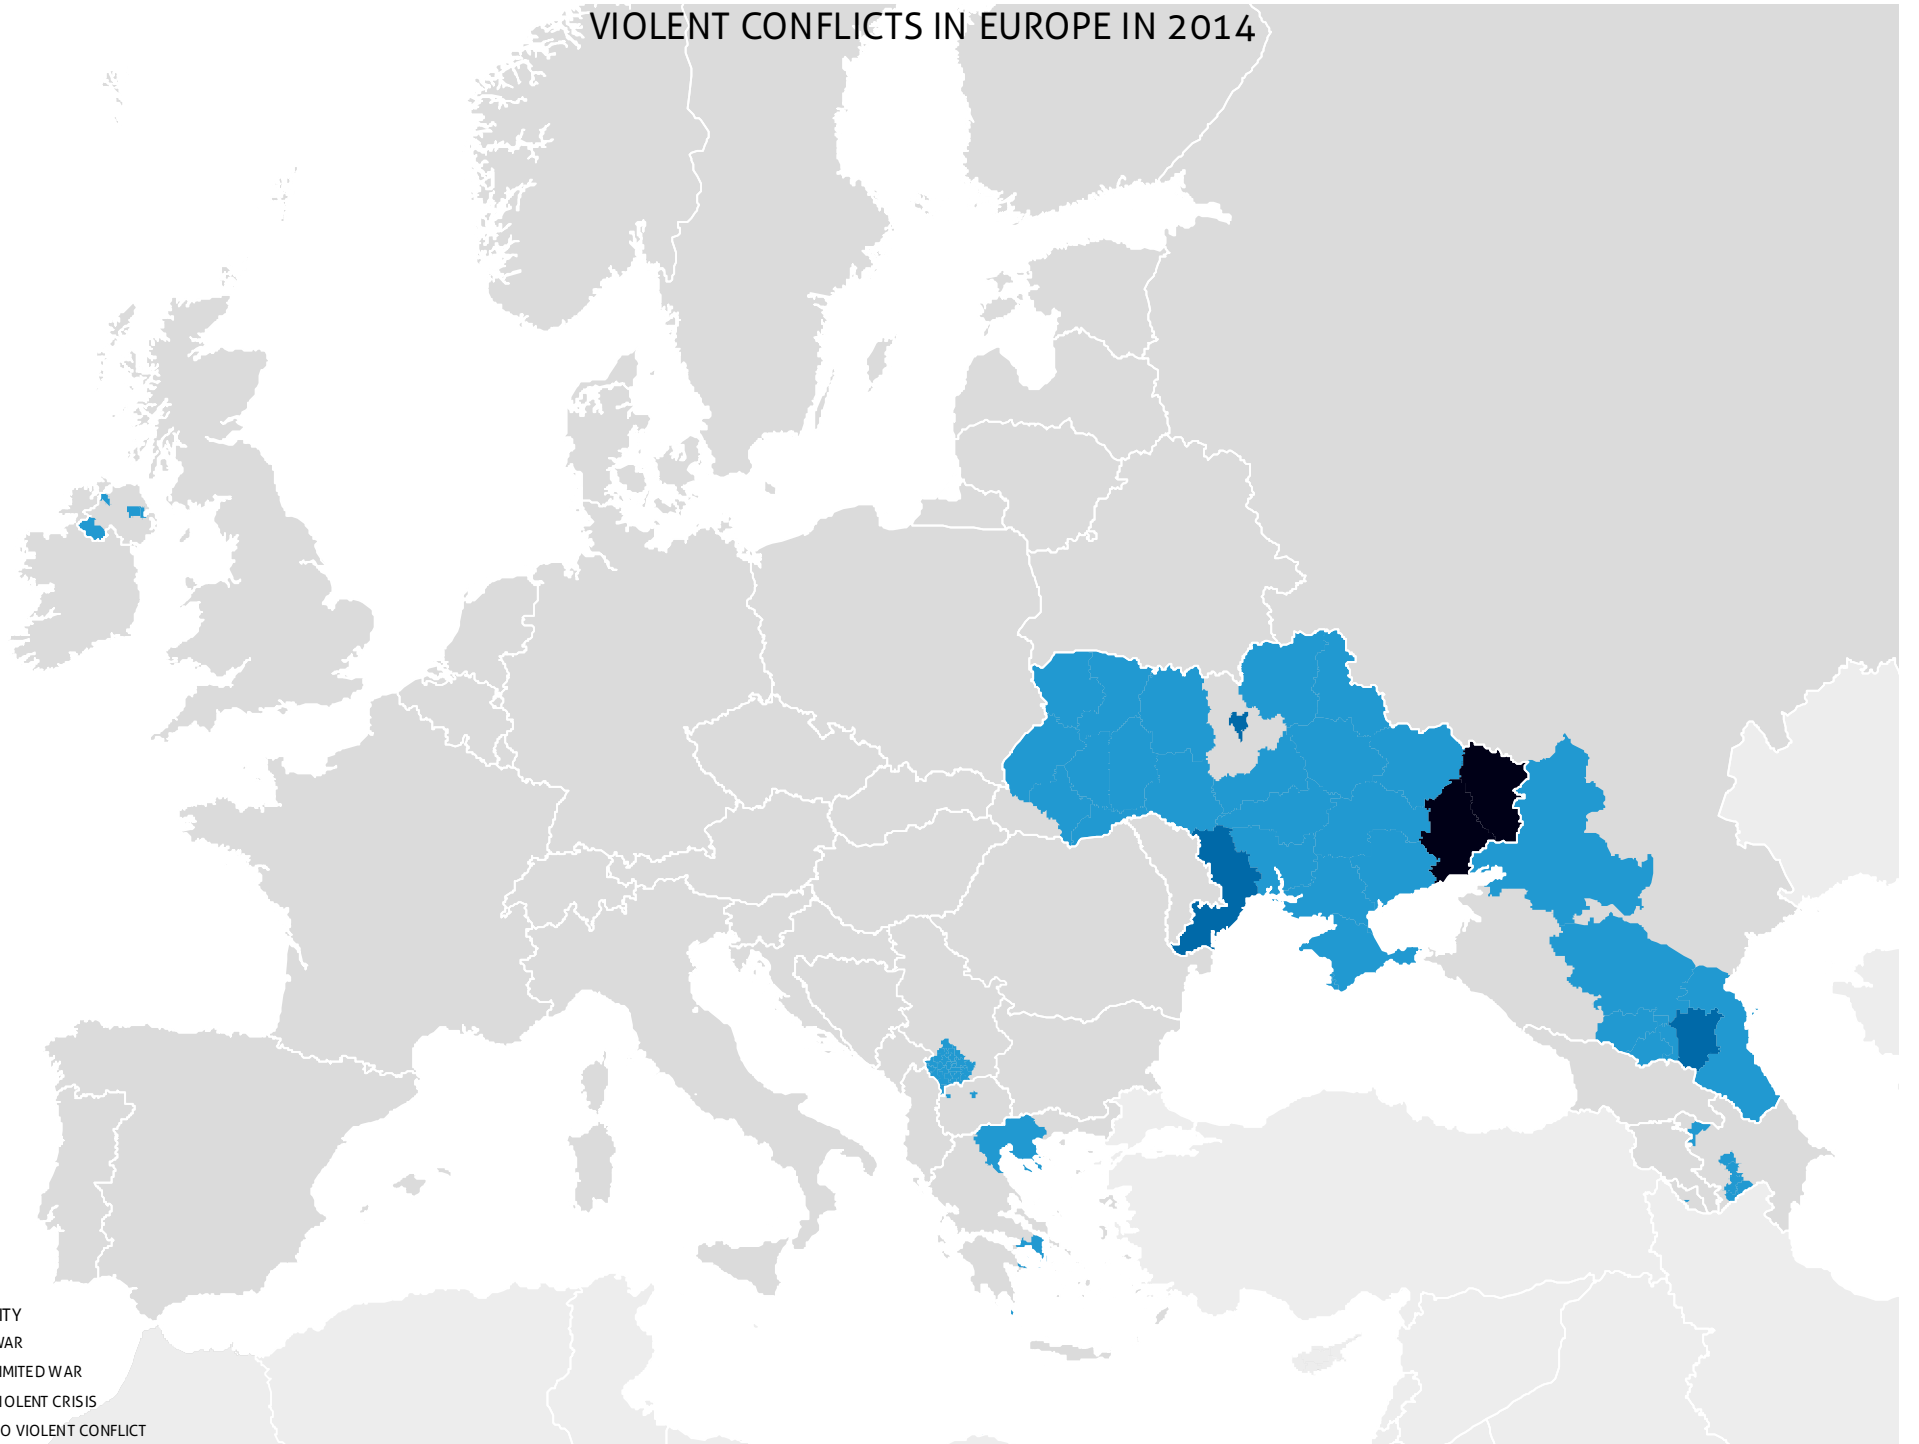 VIOLENT CONFLICTS IN EUROPE IN 2014
ITY
WAR
IMITED WAR
IOLENT CRISIS
O VIOLENT CONFLICT